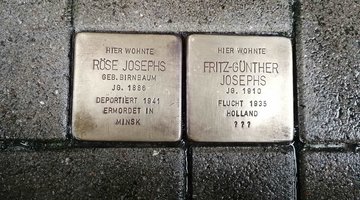 HIER WOHNTE
RÖSE JOSEPHS
GEB. BIRNBAUM
JG. 1886
DEPORTIERT 1941
ERMORDET IN
MINSK
HIER WOHNTE
FRITZ-GÜNTHER
JOSEPHS
JG. 1910
FLUCHT 1935
HOLLAND
? ? ?